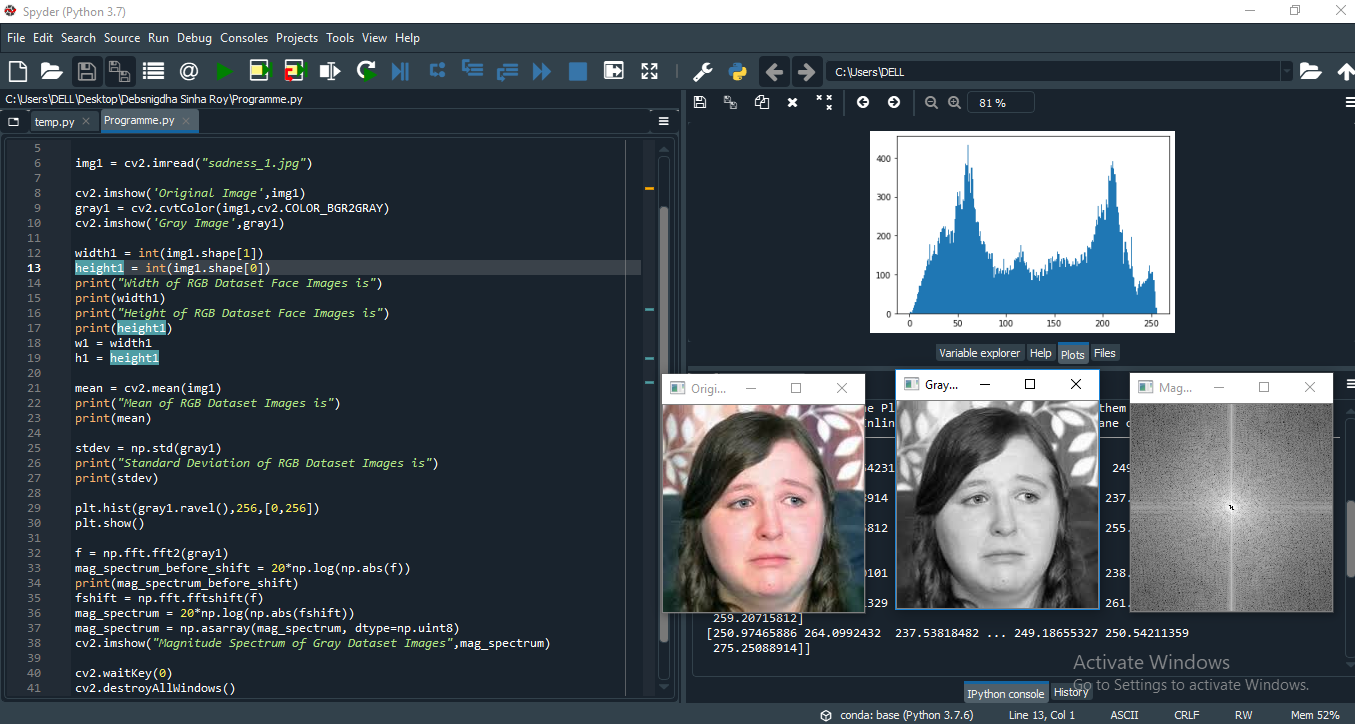 Spyder (Python 3.7)
File Edit Search Source Run Debug Consoles Projects Tools View Help
C:\Users\DELL
C:\Users\DELL\Desktop\Debsnigdha Sinha Roy\Programme.py
temp.py
Programme.py
5
6 img1 = cv2.imread("sadness_1.jpg")
7
8 cv2.imshow('Original Image',img1)
9 gray1 = cv2.cvtColor(img1,cv2.COLOR_BGR2GRAY)
10 cv2.imshow('Gray Image',gray1)
11
12 width1 = int(img1.shape[1])
13 height1 = int(img1.shape[0])
14 print("Width of RGB Dataset Face Images is")
15 print(width1)
16 print("Height of RGB Dataset Face Images is")
17 print(height1)
18 w1 = width1
19 h1 = height1
20
21 mean = cv2.mean(img1)
22 print("Mean of RGB Dataset Images is")
23 print(mean)
24
25 stdev = np.std(gray1)
26 print("Standard Deviation of RGB Dataset Images is")
27 print(stdev)
28
29 plt.hist(gray1.ravel(),256,[0,256])
30 plt.show()
31
32 f = np.fft.fft2(gray1)
33 mag_spectrum_before_shift = 20*np.log(np.abs(f))
34 print(mag_spectrum_before_shift)
35 fshift = np.fft.fftshift(f)
36 mag_spectrum = 20*np.log(np.abs(fshift))
37 mag_spectrum = np.asarray(mag_spectrum, dtype=np.uint8)
38 cv2.imshow("Magnitude Spectrum of Gray Dataset Images",mag_spectrum)
39
40 cv2.waitKey(0)
41 cv2.destroyAllWindows()
81 %
400
300
200
100
0
0 50 100 150 200 250
Variable explorer Help Plots Files
Origi...
Gray...
Mag...
e Pl
them
nlin
ane
34231
249
8914
237.
5812
255.
0101
238.
1329
261.
259.20715812]
[250.97465886 264.0992432 237.53818482 ... 249.18655327 250.54211359
275.25088914]]
Activate Windows
Go to Settings to activate Windows.
IPython console History
conda: base (Python 3.7.6) Line 13, Col 1 ASCII CRLF RW Mem 52%